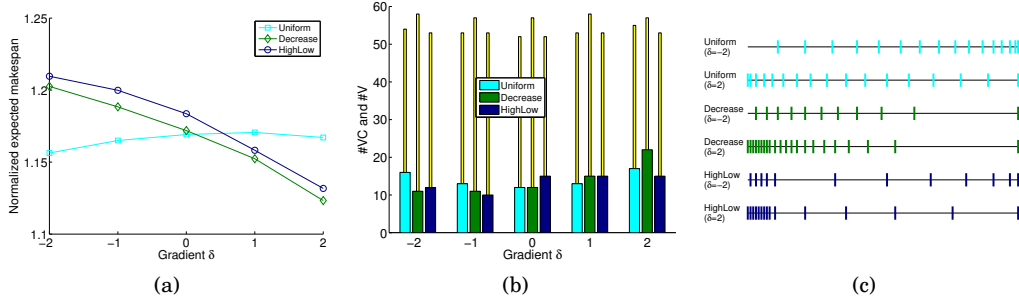 1.25
1.2
1.15
1.1
Normalized expected makespan
−2
−1
0
1
2
Gradient δ
Uniform
Decrease
HighLow
(a)
60
50
40
30
20
10
0
#VC and #V
−2
−1
0
1
2
Gradient δ
Uniform
Decrease
HighLow
(b)
Uniform
(δ=−2)
Uniform
(δ=2)
Decrease
(δ=−2)
Decrease
(δ=2)
HighLow
(δ=−2)
HighLow
(δ=2)
(c)